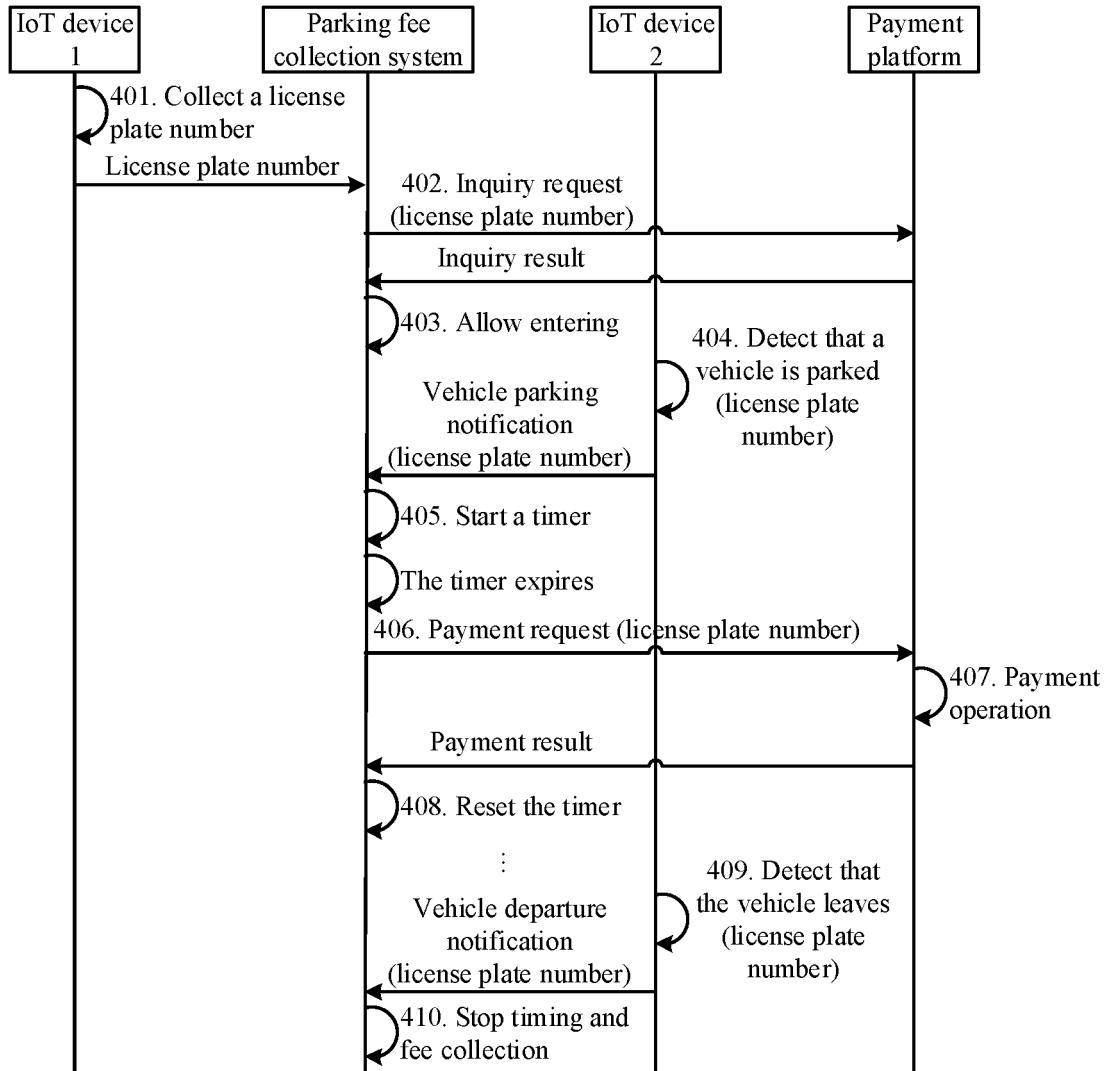 IoT device
1
Parking fee
collection system
IoT device
2
Payment
platform
401. Collect a license
plate number
License plate number
402. Inquiry request
(license plate number)
Inquiry result
403. Allow entering
404. Detect that a
vehicle is parked
(license plate
number)
Vehicle parking
notification
(license plate number)
405. Start a timer
The timer expires
406. Payment request (license plate number)
407. Payment
operation
Payment result
408. Reset the timer
⋮
409. Detect that
the vehicle leaves
(license plate
number)
Vehicle departure
notification
(license plate number)
410. Stop timing and
fee collection